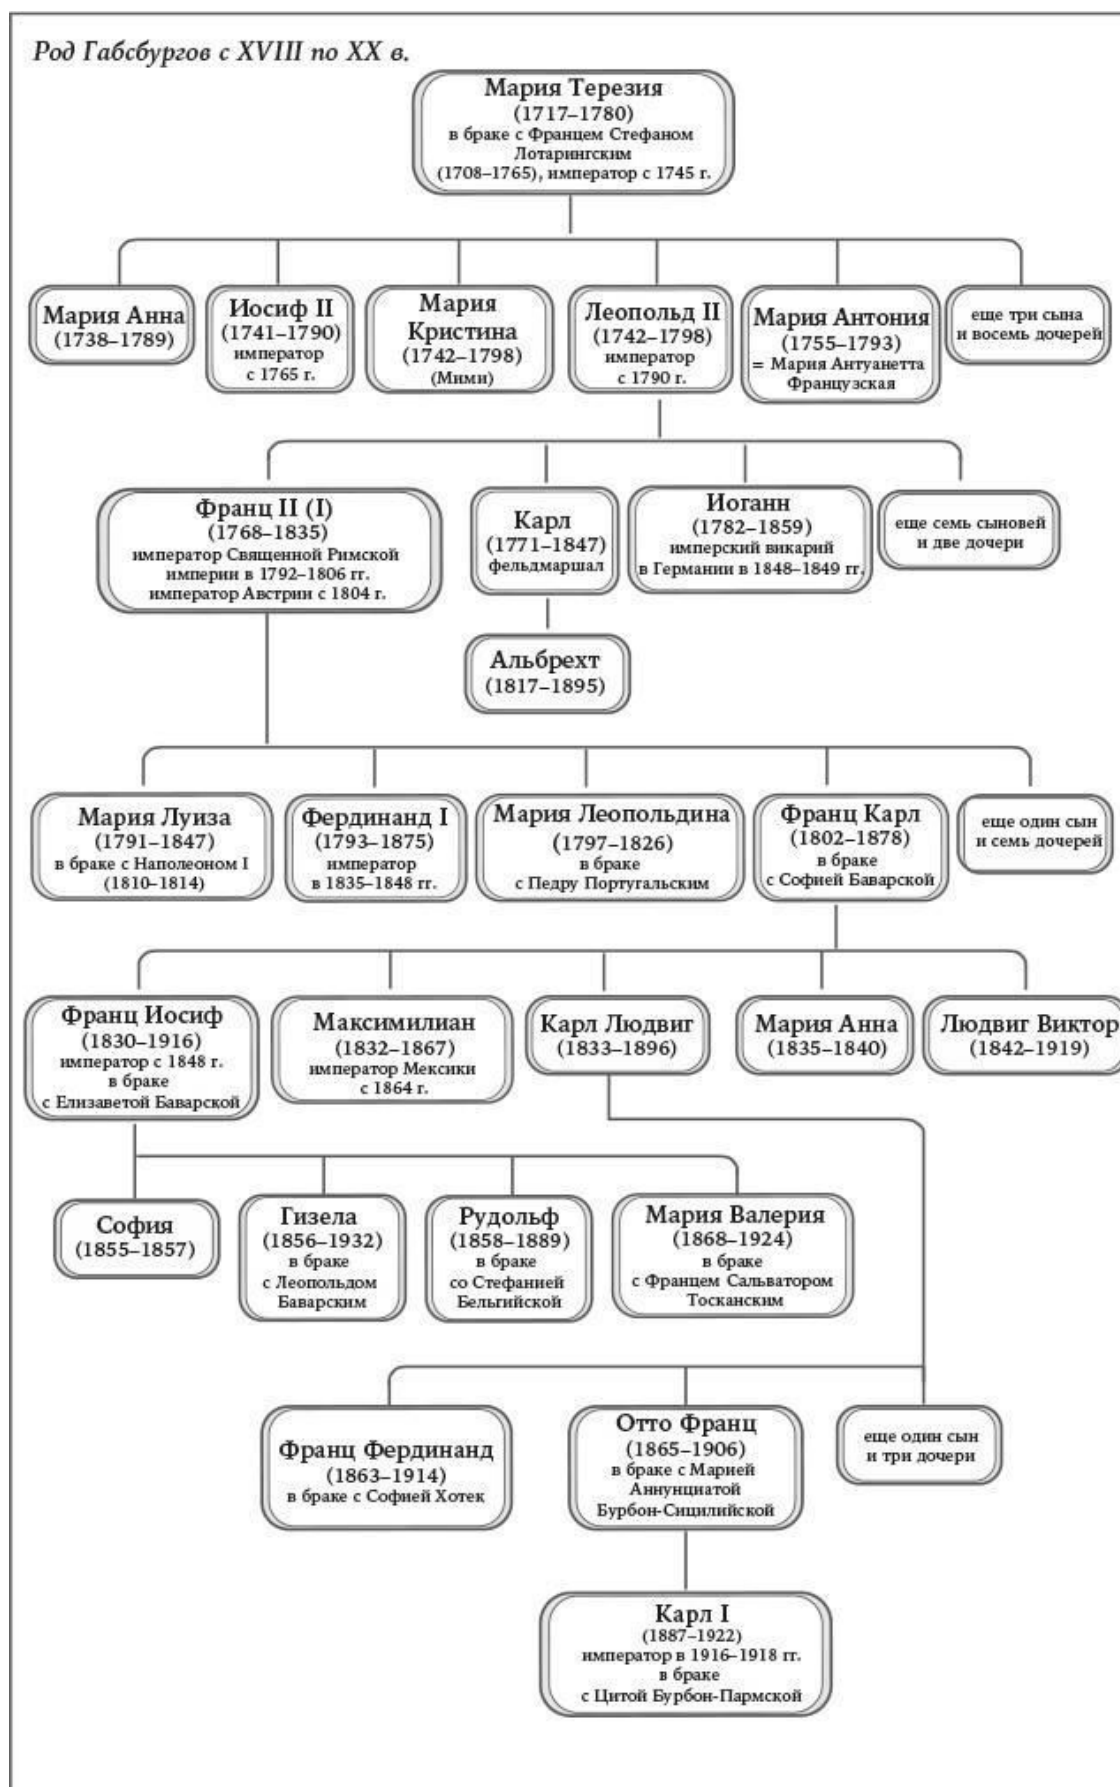 Род Габсбургов с XVIII по XX в.
Мария Терезия
(1717–1780)
в браке с Францем Стефаном
Лотарингским
(1708–1765), император с 1745 г.
Мария Анна
(1738–1789)
Иосиф II
(1741–1790)
император
с 1765 г.
Мария
Кристина
(1742–1798)
(Мими)
Леопольд II
(1742–1798)
император
с 1790 г.
Мария Антония
(1755–1793)
= Мария Антуанетта
Французская
еще три сына
и восемь дочерей
Франц II (I)
(1768–1835)
император Священной Римской
империи в 1792–1806 гг.
император Австрии с 1804 г.
Карл
(1771–1847)
фельдмаршал
Иоганн
(1782–1859)
имперский викарий
в Германии в 1848–1849 гг.
еще семь сыновей
и две дочери
Альбрехт
(1817–1895)
Мария Луиза
(1791–1847)
в браке с Наполеоном I
(1810–1814)
Фердинанд I
(1793–1875)
император
в 1835–1848 гг.
Мария Леопольдина
(1797–1826)
в браке
с Педру Португальским
Франц Карл
(1802–1878)
в браке
с Софией Баварской
еще один сын
и семь дочерей
Франц Иосиф
(1830–1916)
император с 1848 г.
в браке
с Елизаветой Баварской
Максимилиан
(1832–1867)
император Мексики
с 1864 г.
Карл Людвиг
(1833–1896)
Мария Анна
(1835–1840)
Людвиг Виктор
(1842–1919)
София
(1855–1857)
Гизела
(1856–1932)
в браке
с Леопольдом
Баварским
Рудольф
(1858–1889)
в браке
со Стефанией
Бельгийской
Мария Валерия
(1868–1924)
в браке
с Францем Сальватором
Тосканским
Франц Фердинанд
(1863–1914)
в браке с Софией Хотек
Отто Франц
(1865–1906)
в браке с Марией
Аннунциатой
Бурбон-Сицилийской
еще один сын
и три дочери
Карл I
(1887–1922)
император в 1916–1918 гг.
в браке
с Цитой Бурбон-Пармской